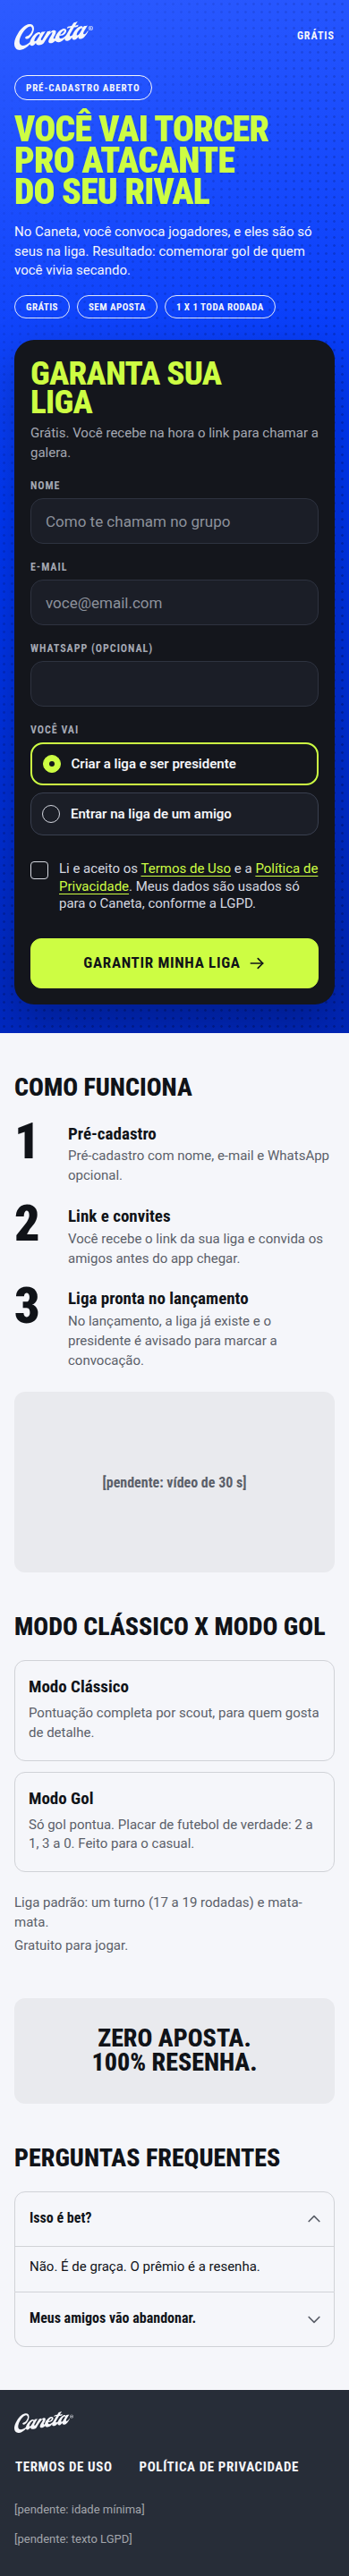 Caneta®
GRÁTIS
PRÉ-CADASTRO ABERTO
VOCÊ VAI TORCER
PRO ATACANTE
DO SEU RIVAL
No Caneta, você convoca jogadores, e eles são só
seus na liga. Resultado: comemorar gol de quem
você vivia secando.
GRÁTIS
SEM APOSTA
1 X 1 TODA RODADA
GARANTA SUA
LIGA
Grátis. Você recebe na hora o link para chamar a
galera.
NOME
Como te chamam no grupo
E-MAIL
voce@email.com
WHATSAPP (OPCIONAL)
VOCÊ VAI
Criar a liga e ser presidente
Entrar na liga de um amigo
Li e aceito os Termos de Uso e a Política de
Privacidade. Meus dados são usados só
para o Caneta, conforme a LGPD.
GARANTIR MINHA LIGA →
COMO FUNCIONA
1
Pré-cadastro
Pré-cadastro com nome, e-mail e WhatsApp
opcional.
2
Link e convites
Você recebe o link da sua liga e convida os
amigos antes do app chegar.
3
Liga pronta no lançamento
No lançamento, a liga já existe e o
presidente é avisado para marcar a
convocação.
[pendente: vídeo de 30 s]
MODO CLÁSSICO X MODO GOL
Modo Clássico
Pontuação completa por scout, para quem gosta
de detalhe.
Modo Gol
Só gol pontua. Placar de futebol de verdade: 2 a
1, 3 a 0. Feito para o casual.
Liga padrão: um turno (17 a 19 rodadas) e mata-
mata.
Gratuito para jogar.
ZERO APOSTA.
100% RESENHA.
PERGUNTAS FREQUENTES
Isso é bet?
Não. É de graça. O prêmio é a resenha.
Meus amigos vão abandonar.
Caneta®
TERMOS DE USO
POLÍTICA DE PRIVACIDADE
[pendente: idade mínima]
[pendente: texto LGPD]